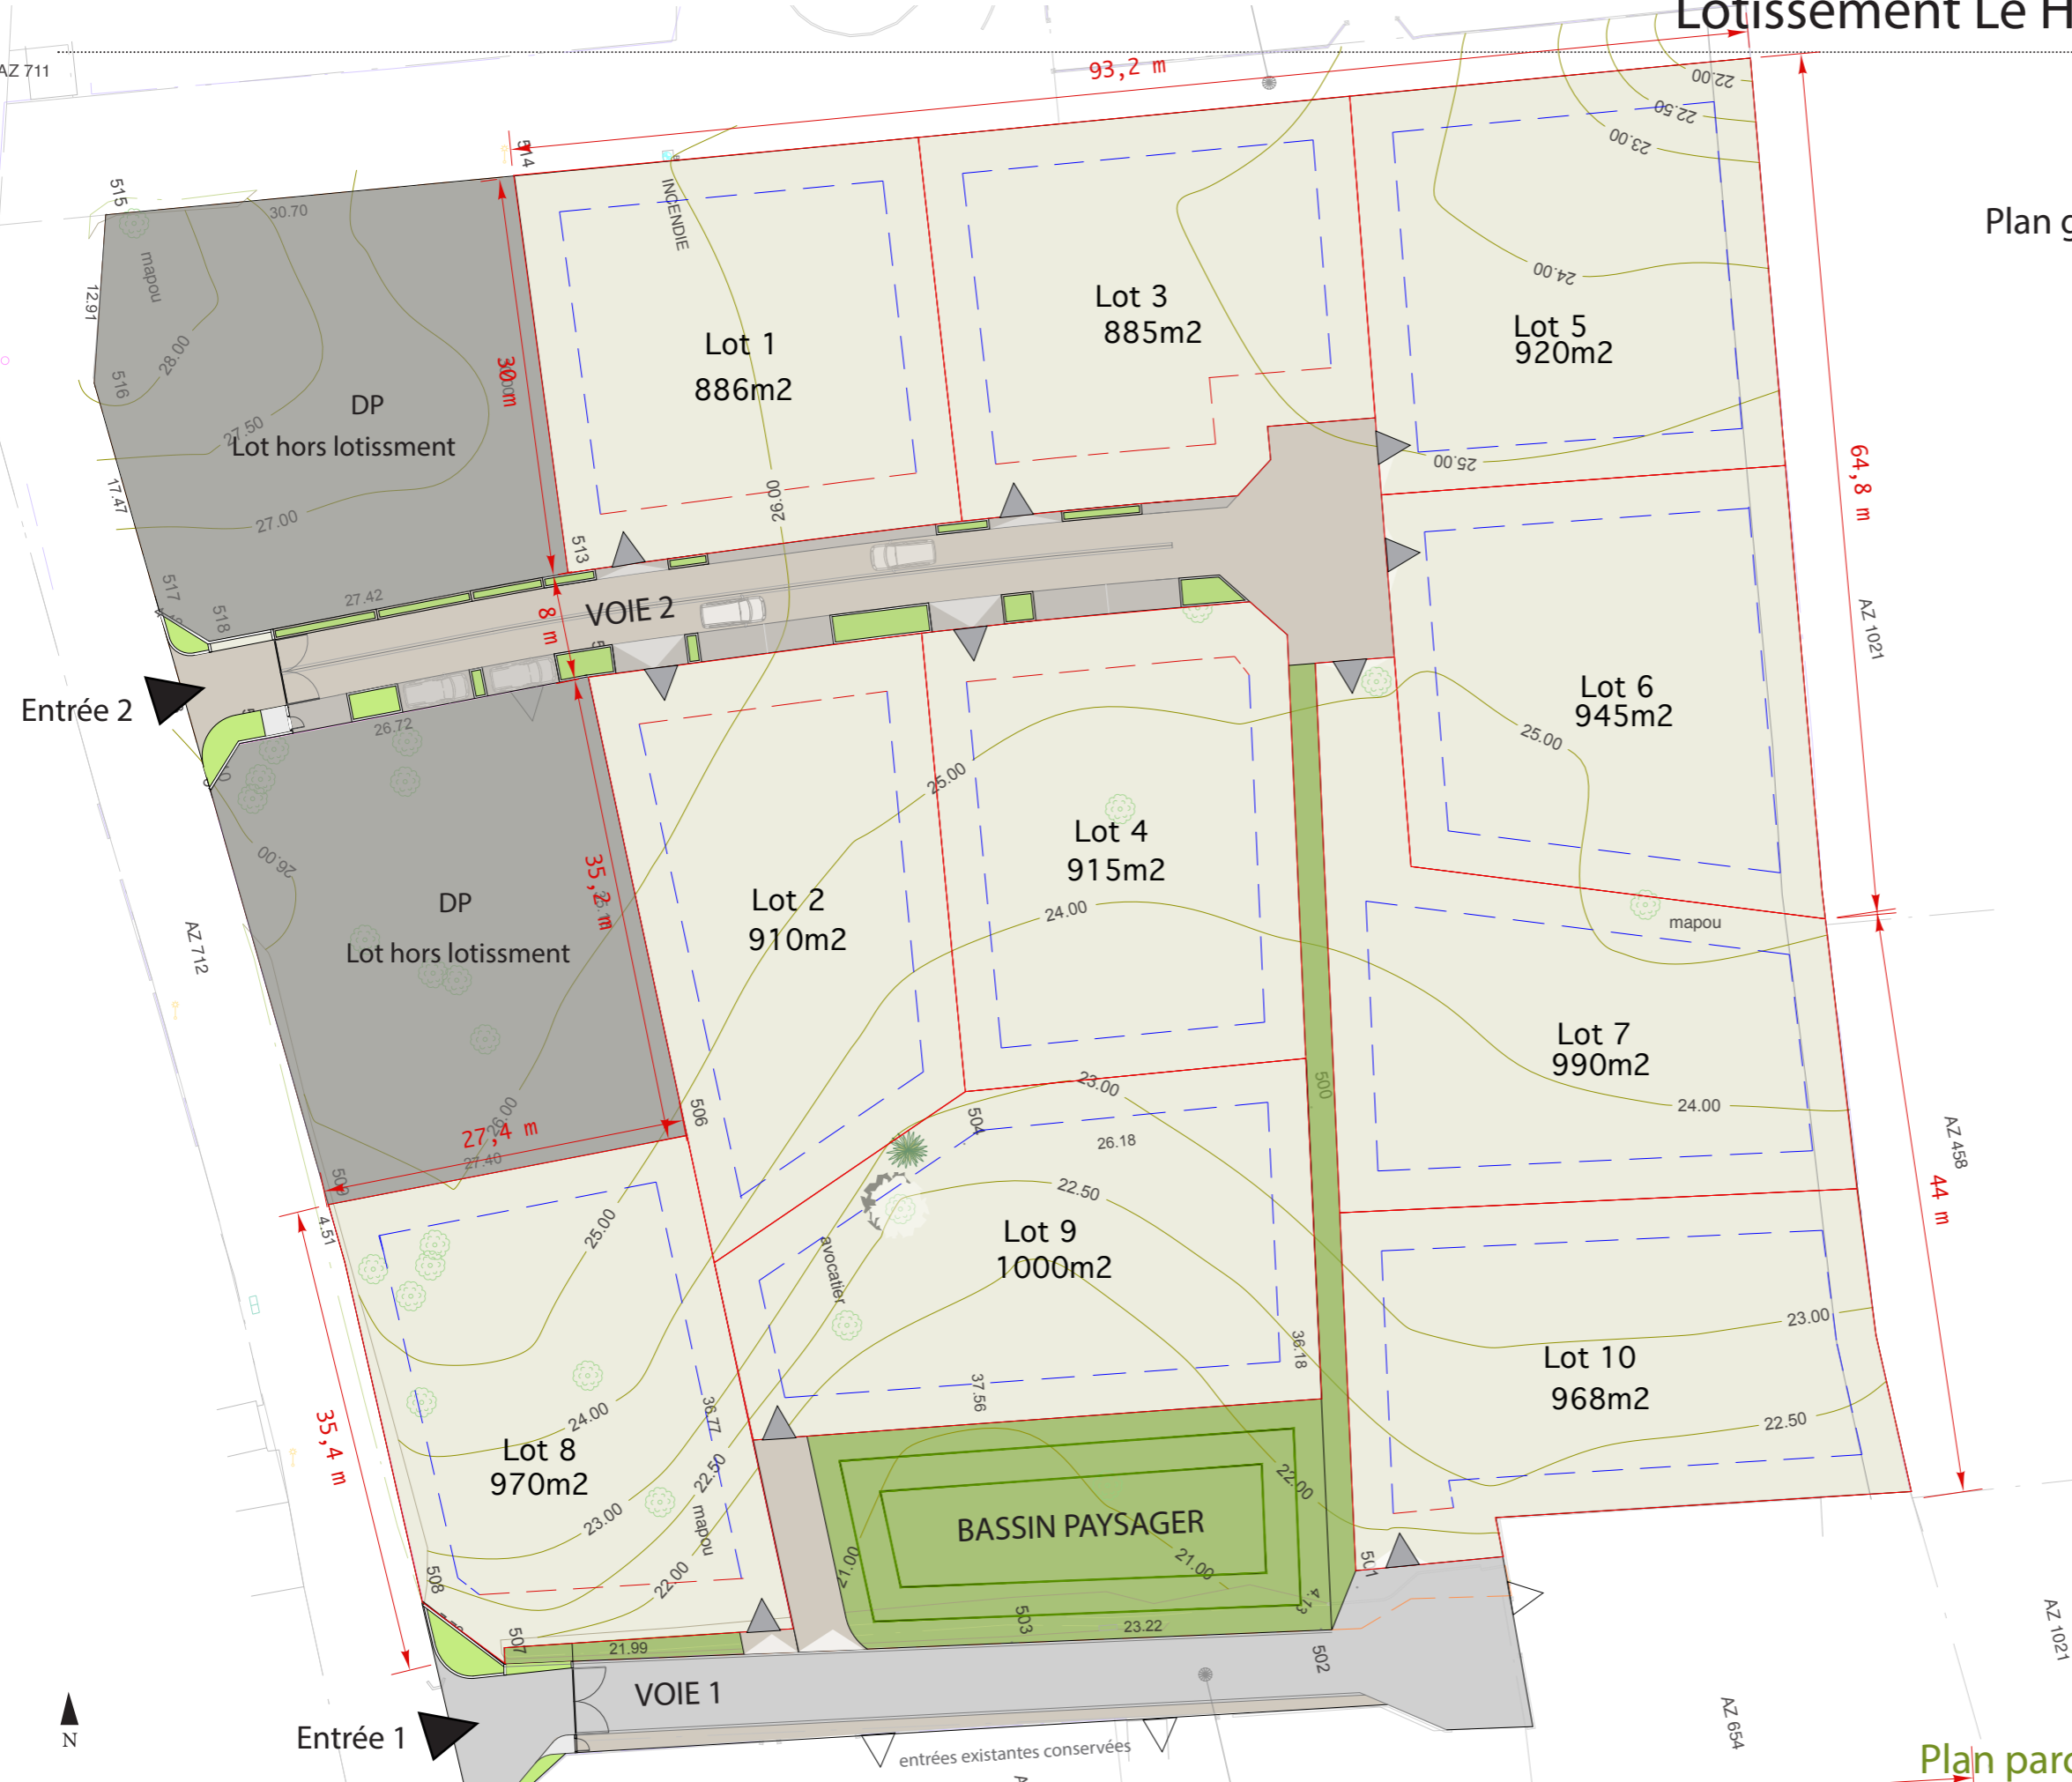 Lotissement Le H
AZ 711
93,2 m
22.00
22.50
23.00
514
515
30.70
INCENDIE
mapou
Plan g
12.91
28.00
24.00
Lot 3
885m2
Lot 5
920m2
Lot 1
886m2
30 m
516
DP
Lot hors lotissment
27.50
25.00
64,8 m
17.47
26.00
27.00
513
517
518
27.42
8 m
VOIE 2
AZ 1021
Entrée 2
26.72
Lot 6
945m2
25.00
25.00
26.00
35,2 m
Lot 4
915m2
DP
Lot hors lotissment
Lot 2
910m2
24.00
mapou
AZ 712
Lot 7
990m2
500
23.00
24.00
26.00
506
504
26.18
27,4 m
27.40
AZ 458
509
4.51
22.50
44 m
25.00
Lot 9
1000m2
avocatier
23.00
36.18
Lot 10
968m2
37.56
36.77
24.00
22.50
35,4 m
Lot 8
970m2
22.50
22.00
23.00
mapou
BASSIN PAYSAGER
21.00
21.00
22.00
501
508
503
23.22
507
21.99
502
AZ 1021
VOIE 1
AZ 654
N
Entrée 1
entrées existantes conservées
Plan parc